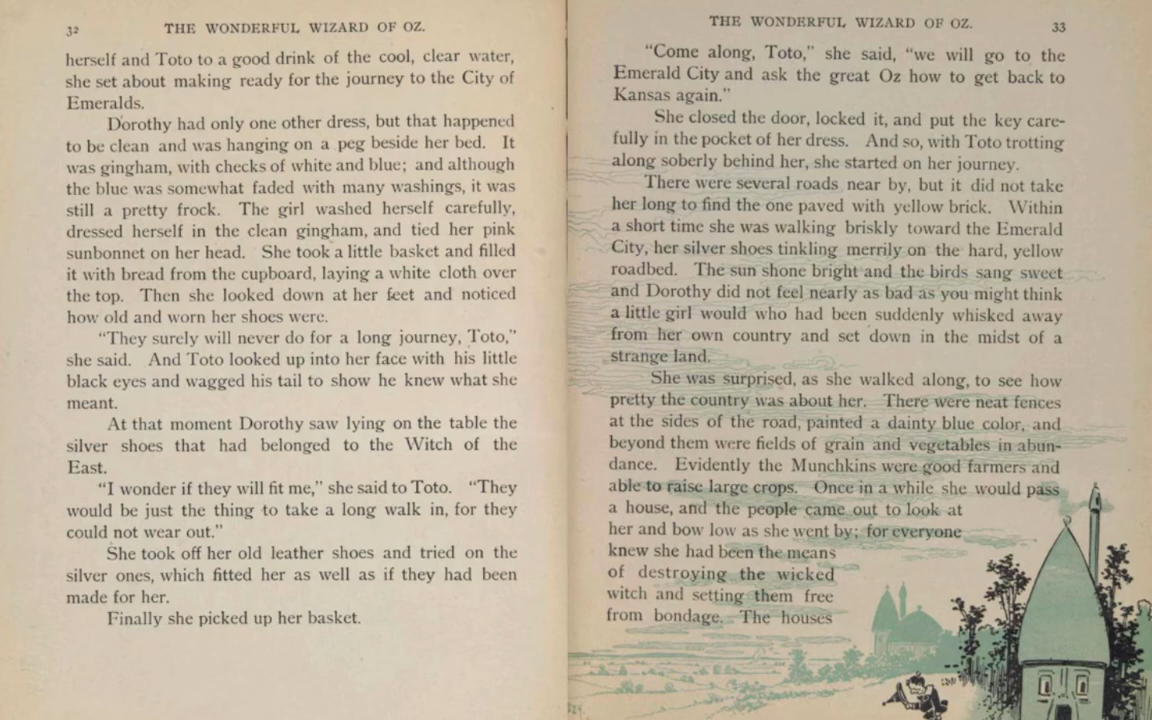 32 THE WONDERFUL WIZARD OF OZ.
herself and Toto to a good drink of the cool, clear water,
she set about making ready for the journey to the City of
Emeralds.
Dorothy had only one other dress, but that happened
to be clean and was hanging on a peg beside her bed. It
was gingham, with checks of white and blue; and although
the blue was somewhat faded with many washings, it was
still a pretty frock. The girl washed herself carefully,
dressed herself in the clean gingham, and tied her pink
sunbonnet on her head. She took a little basket and filled
it with bread from the cupboard, laying a white cloth over
the top. Then she looked down at her feet and noticed
how old and worn her shoes were.
"They surely will never do for a long journey, Toto,"
she said. And Toto looked up into her face with his little
black eyes and wagged his tail to show he knew what she
meant.
At that moment Dorothy saw lying on the table the
silver shoes that had belonged to the Witch of the
East.
"I wonder if they will fit me," she said to Toto. "They
would be just the thing to take a long walk in, for they
could not wear out."
She took off her old leather shoes and tried on the
silver ones, which fitted her as well as if they had been
made for her.
Finally she picked up her basket.
THE WONDERFUL WIZARD OF OZ. 33
"Come along, Toto," she said, "we will go to the
Emerald City and ask the great Oz how to get back to
Kansas again."
She closed the door, locked it, and put the key care-
fully in the pocket of her dress. And so, with Toto trotting
along soberly behind her, she started on her journey.
There were several roads near by, but it did not take
her long to find the one paved with yellow brick. Within
a short time she was walking briskly toward the Emerald
City, her silver shoes tinkling merrily on the hard, yellow
roadbed. The sun shone bright and the birds sang sweet
and Dorothy did not feel nearly as bad as you might think
a little girl would who had been suddenly whisked away
from her own country and set down in the midst of a
strange land.
She was surprised, as she walked along, to see how
pretty the country was about her. There were neat fences
at the sides of the road, painted a dainty blue color, and
beyond them were fields of grain and vegetables in abun-
dance. Evidently the Munchkins were good farmers and
able to raise large crops. Once in a while she would pass
a house, and the people came out to look at
her and bow low as she went by; for everyone
knew she had been the means
of destroying the wicked
witch and setting them free
from bondage. The houses